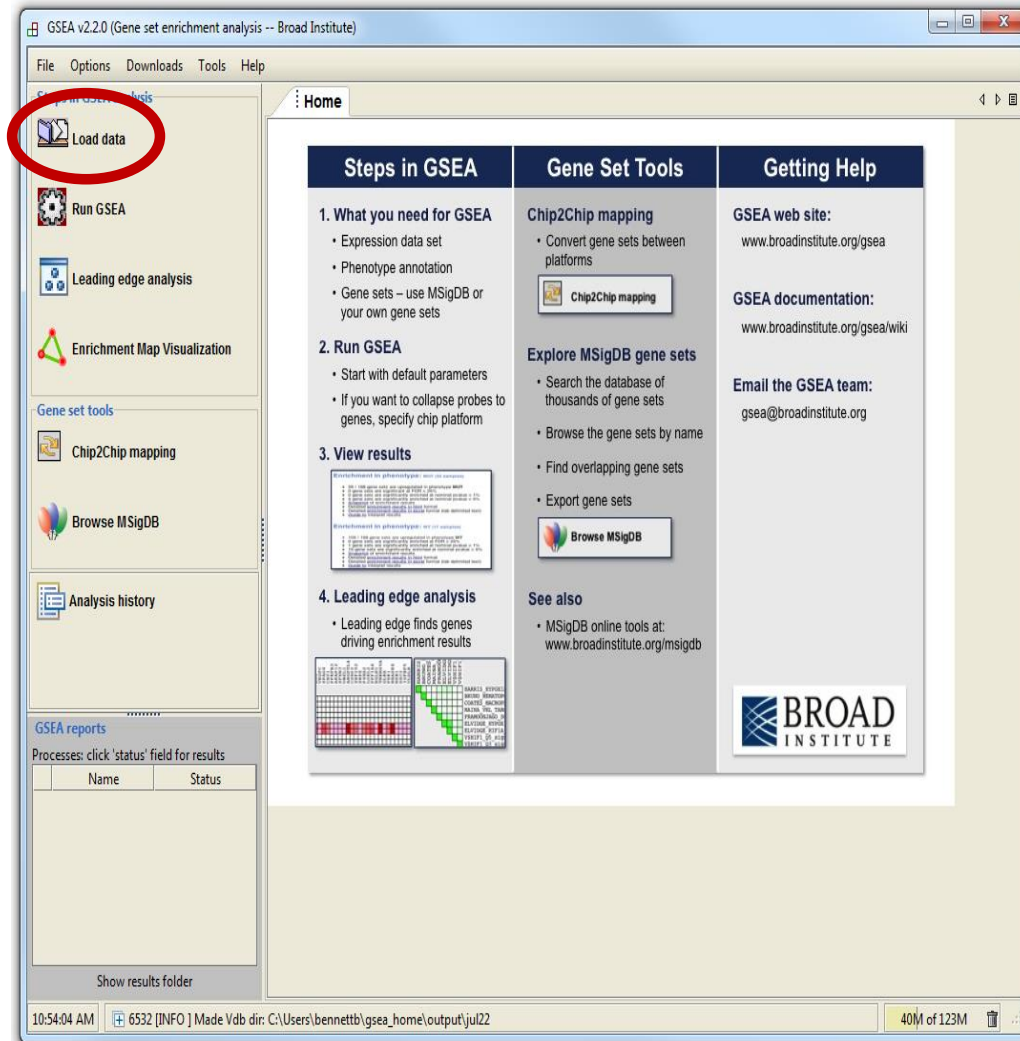 GSEA v2.2.0 (Gene set enrichment analysis -- Broad Institute)
File Options Downloads Tools Help
Steps in GSEA analysis
Load data
Run GSEA
Leading edge analysis
Enrichment Map Visualization
Gene set tools
Chip2Chip mapping
Browse MSigDB
Analysis history
GSEA reports
Processes: click 'status' field for results
Name Status
Show results folder
Home
Steps in GSEA
1. What you need for GSEA
• Expression data set
• Phenotype annotation
• Gene sets – use MSigDB or
your own gene sets
2. Run GSEA
• Start with default parameters
• If you want to collapse probes to
genes, specify chip platform
3. View results
Enrichment in phenotype:
Enrichment in phenotype:
4. Leading edge analysis
• Leading edge finds genes
driving enrichment results
Gene Set Tools
Chip2Chip mapping
• Convert gene sets between
platforms
Chip2Chip mapping
Explore MSigDB gene sets
• Search the database of
thousands of gene sets
• Browse the gene sets by name
• Find overlapping gene sets
• Export gene sets
Browse MSigDB
See also
• MSigDB online tools at:
www.broadinstitute.org/msigdb
Getting Help
GSEA web site:
www.broadinstitute.org/gsea
GSEA documentation:
www.broadinstitute.org/gsea/wiki
Email the GSEA team:
gsea@broadinstitute.org
BROAD
INSTITUTE
10:54:04 AM 6532 [INFO ] Made Vdb dir: C:\Users\bennettb\gsea_home\output\jul22 40M of 123M